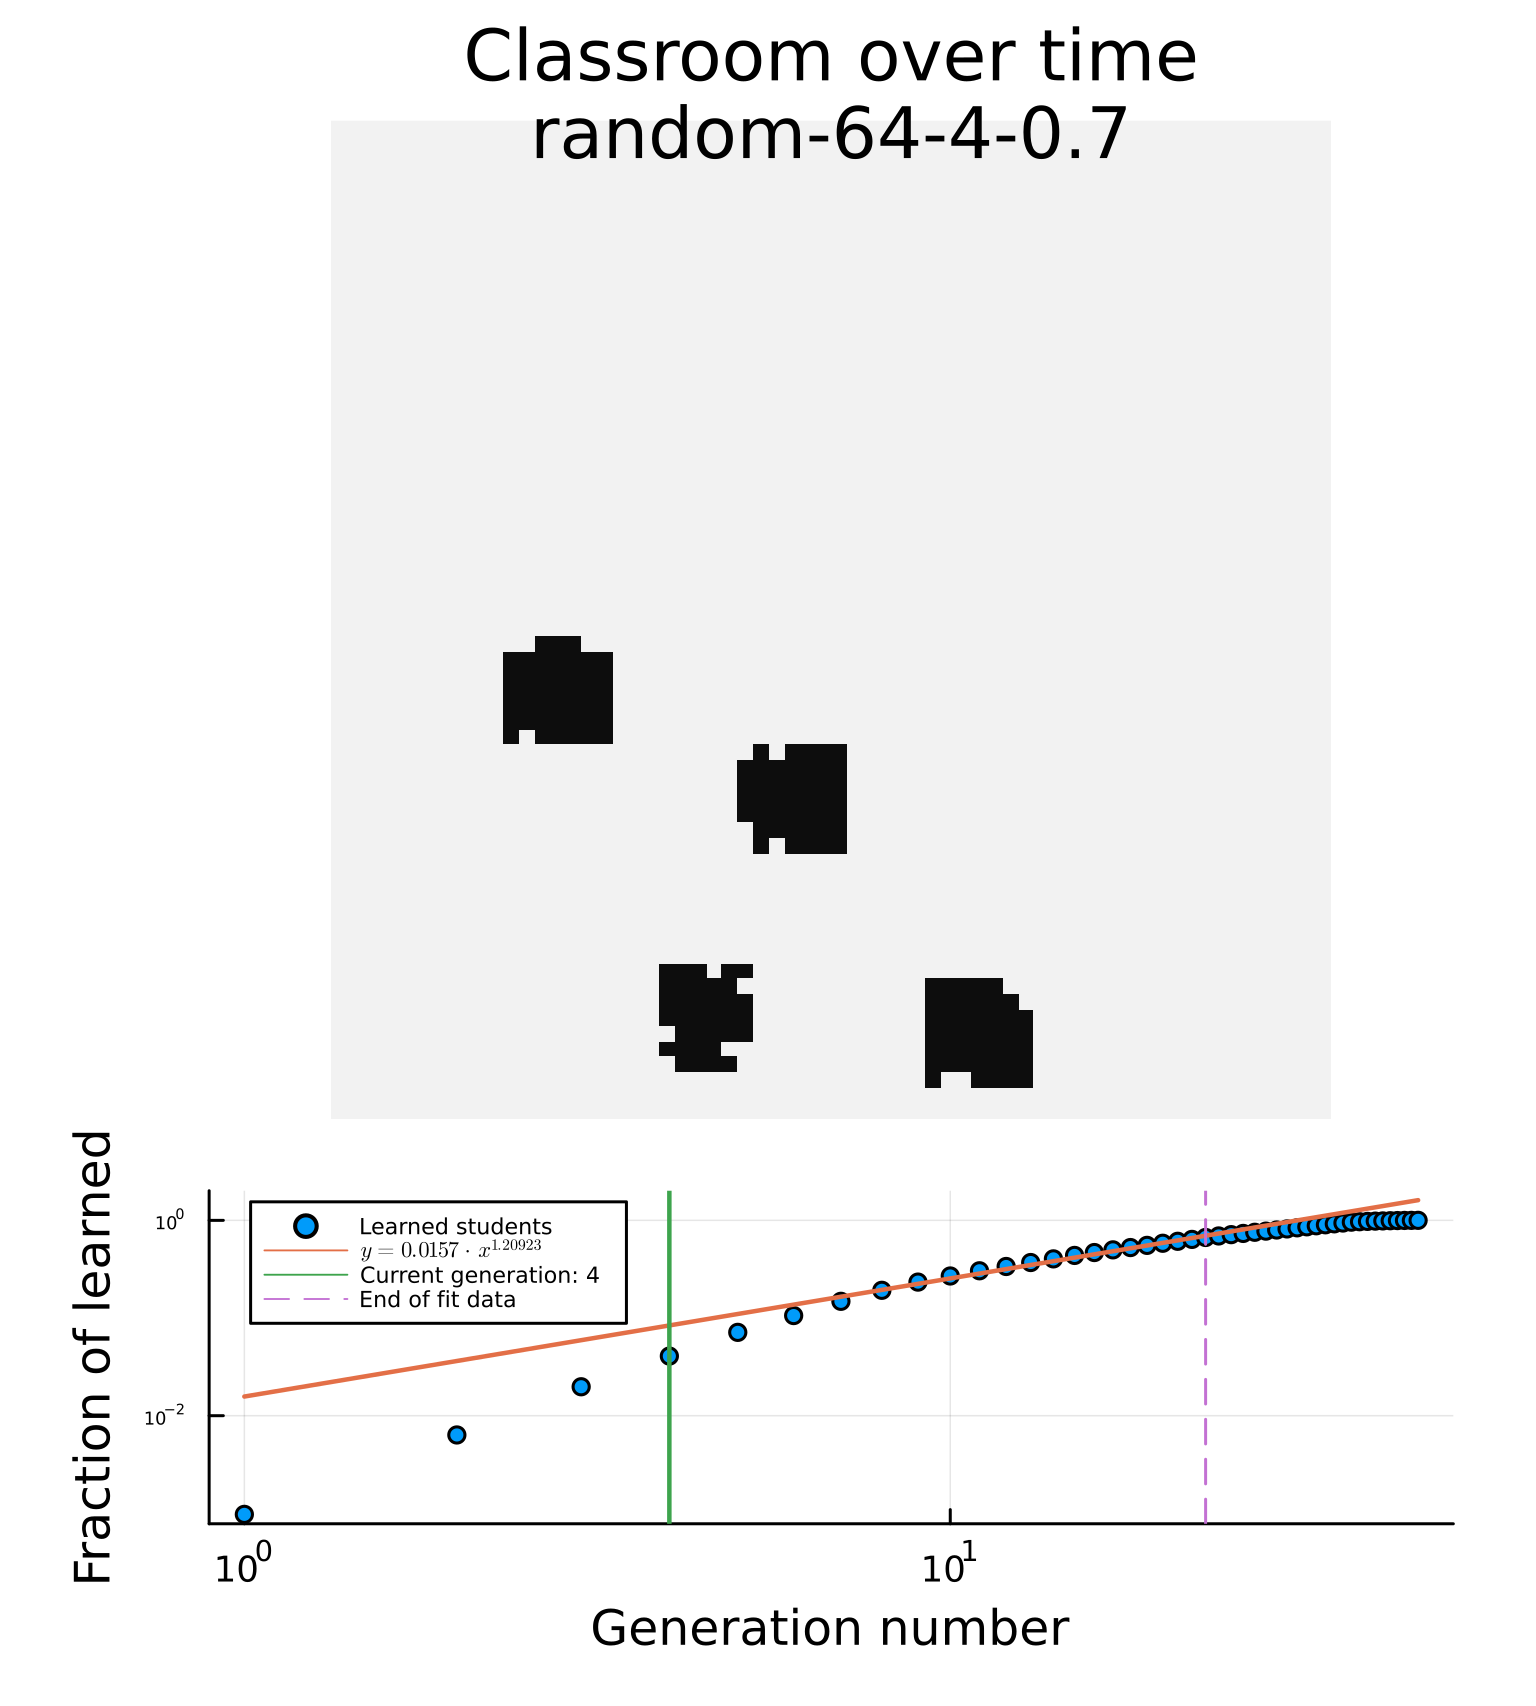 Classroom over time
random-64-4-0.7
Fraction of learned
10^0
10^-2
Learned students
y = 0.0157 · x^1.20923
Current generation: 4
End of fit data
10^0
10^1
Generation number